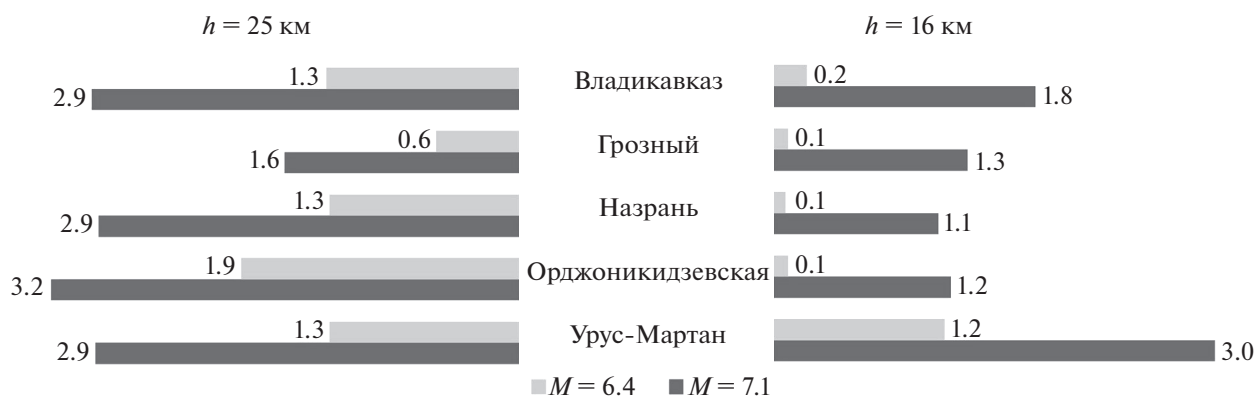 h = 25 км h = 16 км
1.3 Владикавказ 0.2
2.9 1.8
0.6 Грозный 0.1
1.6 1.3
1.3 Назрань 0.1
2.9 1.1
1.9 Орджоникидзевская 0.1
3.2 1.2
1.3 Урус-Мартан 1.2
2.9 3.0
M = 6.4 M = 7.1